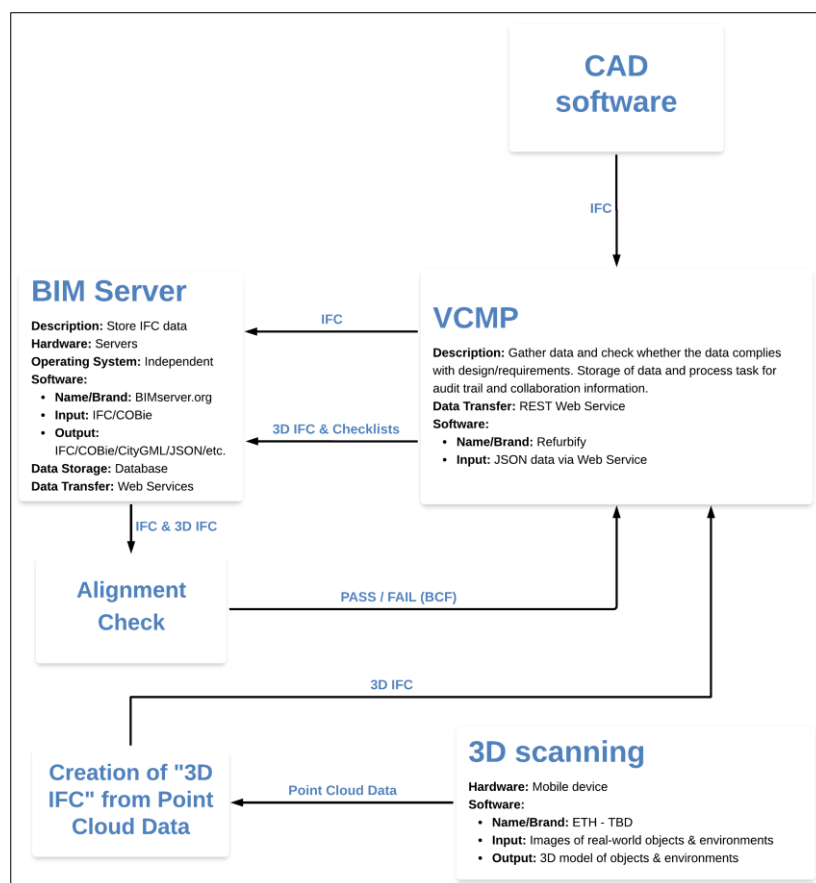 CAD
software
IFC
BIM Server
Description: Store IFC data
Hardware: Servers
Operating System: Independent
Software:
• Name/Brand: BIMserver.org
• Input: IFC/COBie
• Output:
IFC/COBie/CityGML/JSON/etc.
Data Storage: Database
Data Transfer: Web Services
IFC
3D IFC & Checklists
VCMP
Description: Gather data and check whether the data complies
with design/requirements. Storage of data and process task for
audit trail and collaboration information.
Data Transfer: REST Web Service
Software:
• Name/Brand: Refurbify
• Input: JSON data via Web Service
IFC & 3D IFC
Alignment
Check
PASS / FAIL (BCF)
3D IFC
Creation of "3D
IFC" from Point
Cloud Data
Point Cloud Data
3D scanning
Hardware: Mobile device
Software:
• Name/Brand: ETH - TBD
• Input: Images of real-world objects & environments
• Output: 3D model of objects & environments